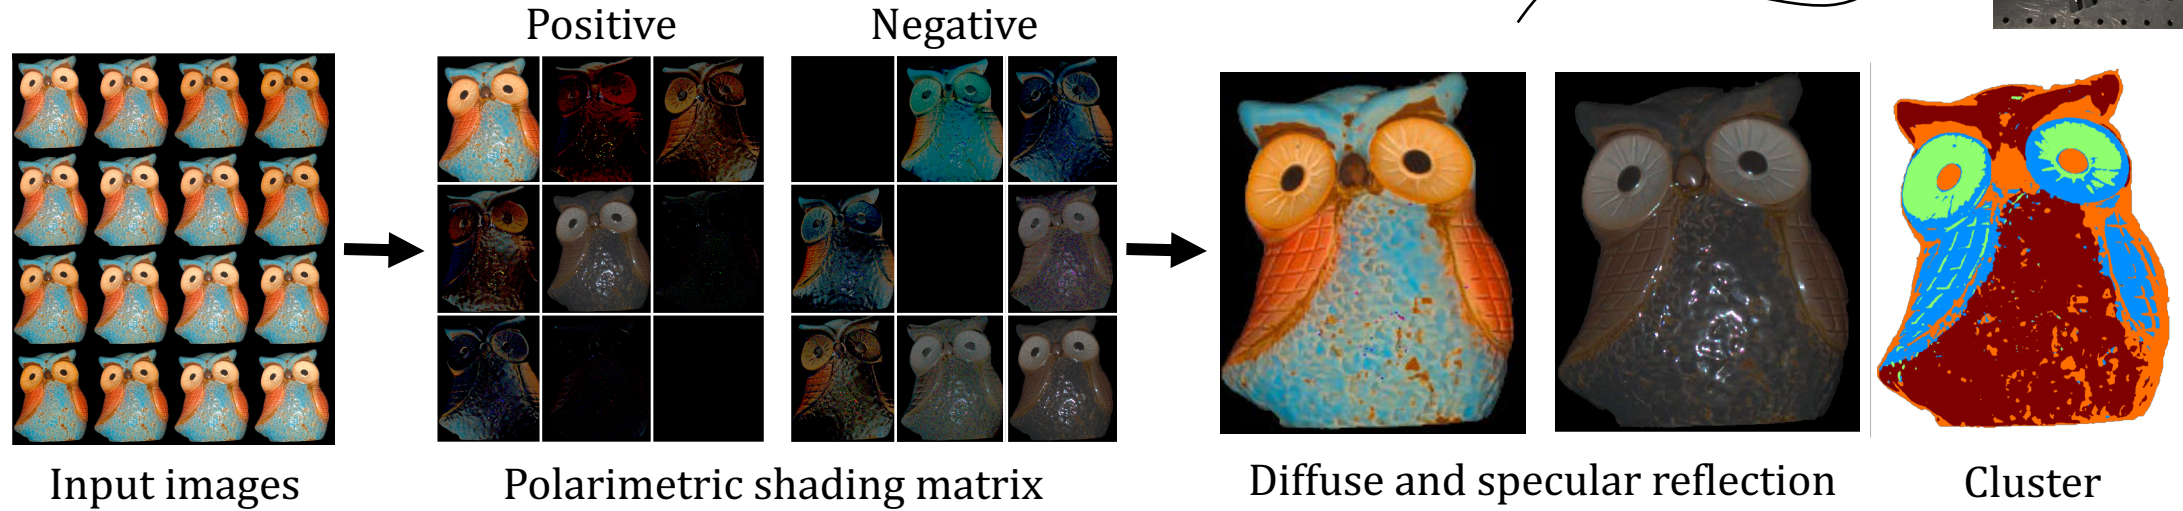 Positive
Negative
Input images
Polarimetric shading matrix
Diffuse and specular reflection
Cluster